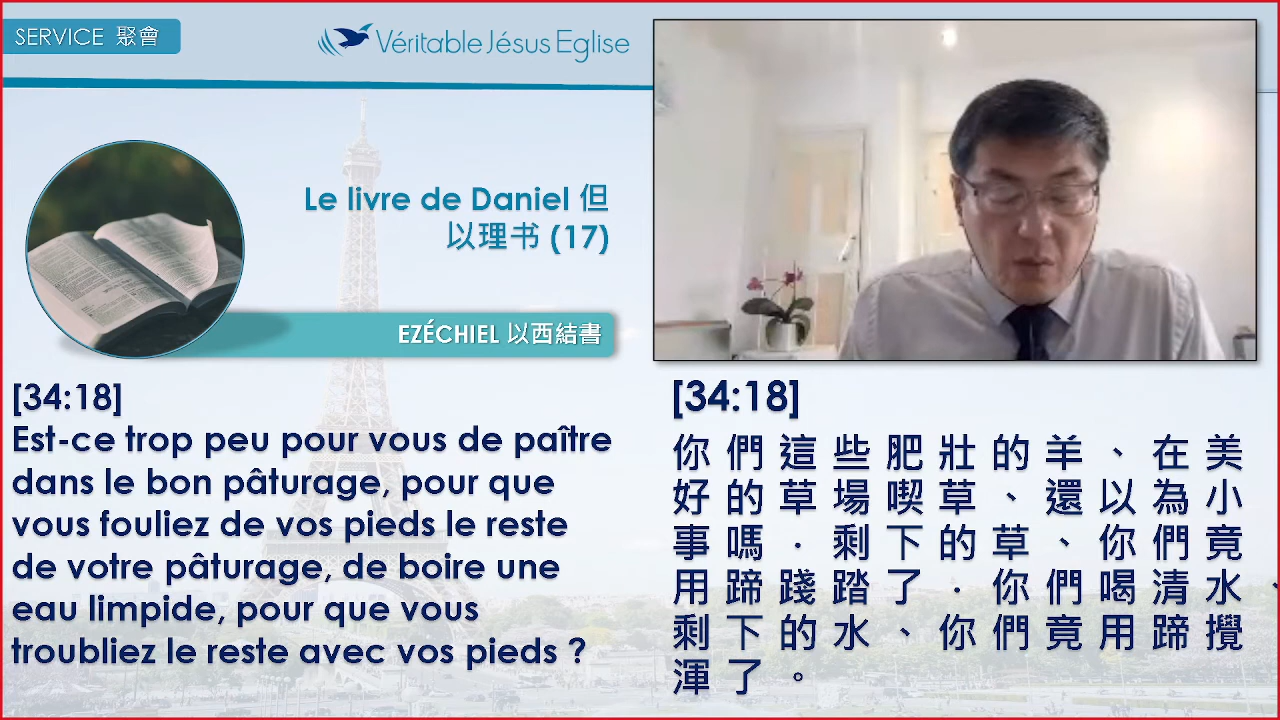 SERVICE 聚會
Véritable Jésus Eglise
Le livre de Daniel 但
以理书 (17)
EZÉCHIEL 以西結書
[34:18]
Est-ce trop peu pour vous de paître
dans le bon pâturage, pour que
vous fouliez de vos pieds le reste
de votre pâturage, de boire une
eau limpide, pour que vous
troubliez le reste avec vos pieds ?
[34:18]
你們這些肥壯的羊、在美
好的草場喫草、還以為小
事嗎．剩下的草、你們竟
用蹄踐踏了．你們喝清水、
剩下的水、你們竟用蹄攪
渾了。